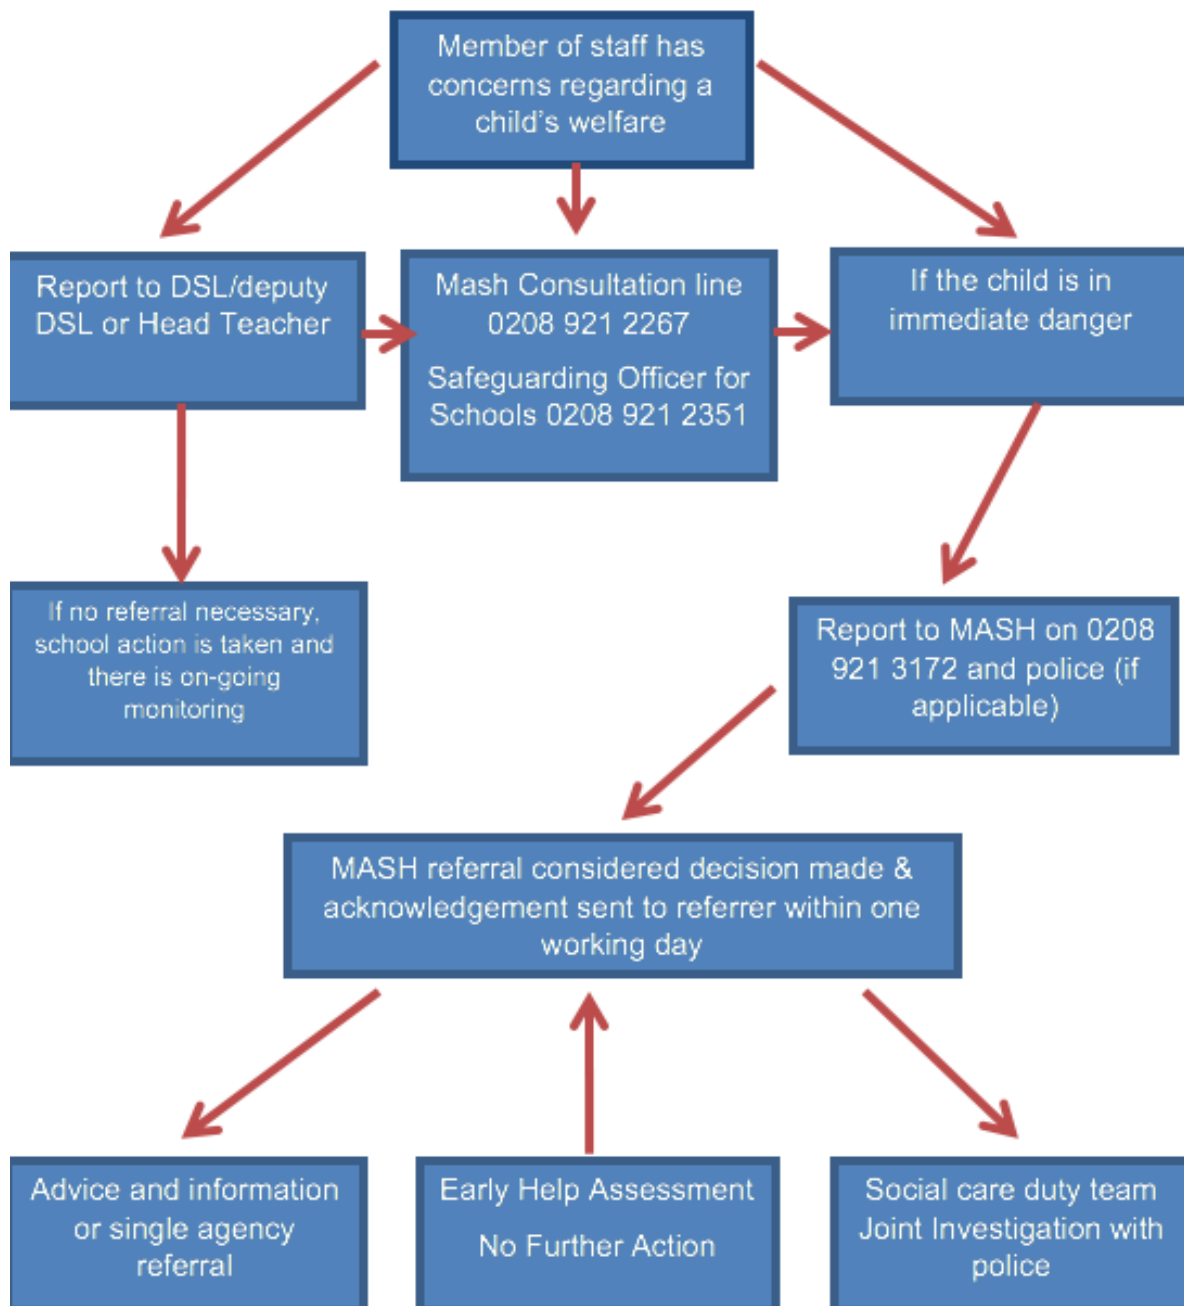 Member of staff has
concerns regarding a
child's welfare
Report to DSL/deputy
DSL or Head Teacher
Mash Consultation line
0208 921 2267
Safeguarding Officer for
Schools 0208 921 2351
If the child is in
immediate danger
If no referral necessary,
school action is taken and
there is on-going
monitoring
Report to MASH on 0208
921 3172 and police (if
applicable)
MASH referral considered decision made &
acknowledgement sent to referrer within one
working day
Advice and information
or single agency
referral
Early Help Assessment
No Further Action
Social care duty team
Joint Investigation with
police